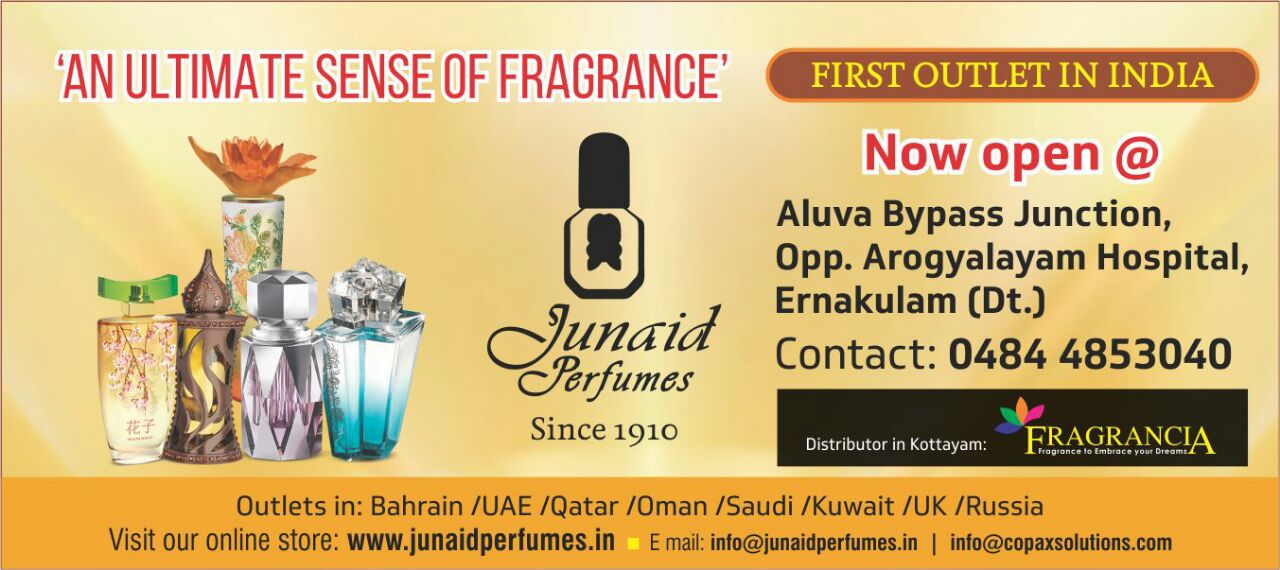 'AN ULTIMATE SENSE OF FRAGRANCE'
FIRST OUTLET IN INDIA
Now open @
Aluva Bypass Junction,
Opp. Arogyalayam Hospital,
Ernakulam (Dt.)
Contact: 0484 4853040
Junaid
Perfumes
Since 1910
花子
Distributor in Kottayam:
FRAGRANCIA
Fragrance to Embrace your Dreams
Outlets in: Bahrain /UAE /Qatar /Oman /Saudi /Kuwait /UK /Russia
Visit our online store: www.junaidperfumes.in ■ E mail: info@junaidperfumes.in | info@copaxsolutions.com